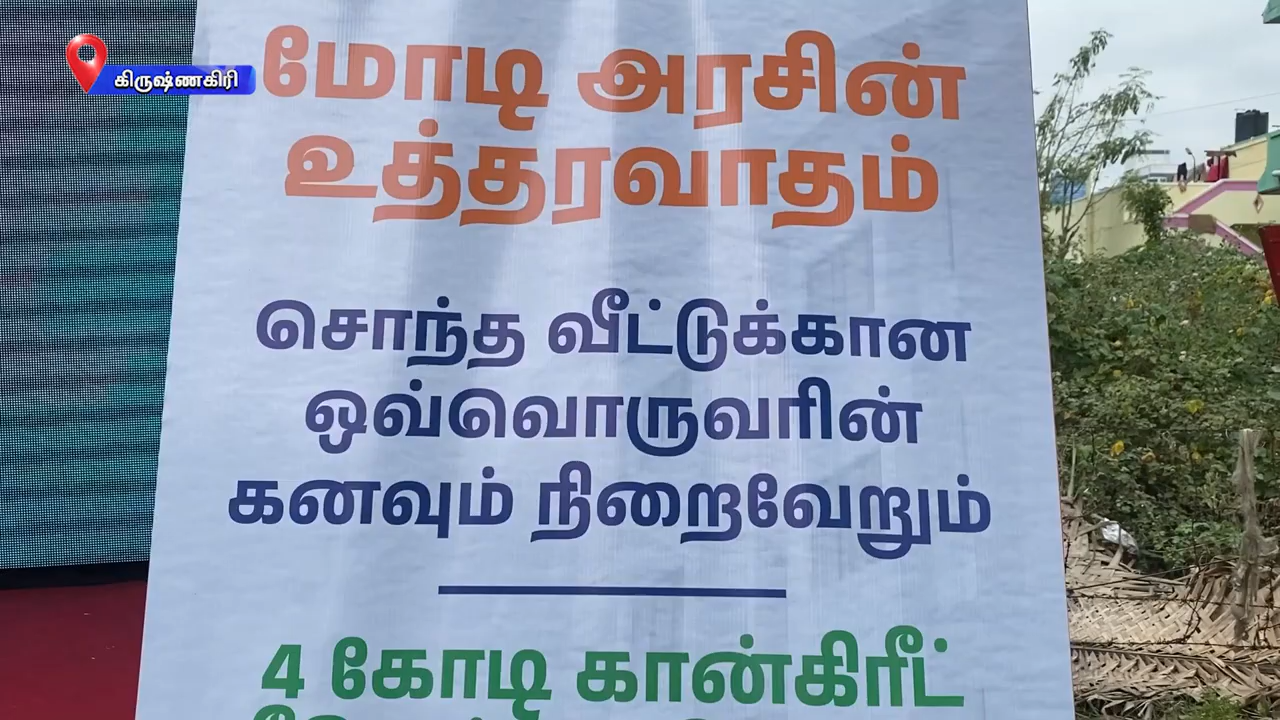 கிருஷ்ணகிரி
மோடி அரசின்
உத்தரவாதம்
சொந்த வீட்டுக்கான
ஒவ்வொருவரின்
கனவும் நிறைவேறும்
4 கோடி கான்கிரீட்